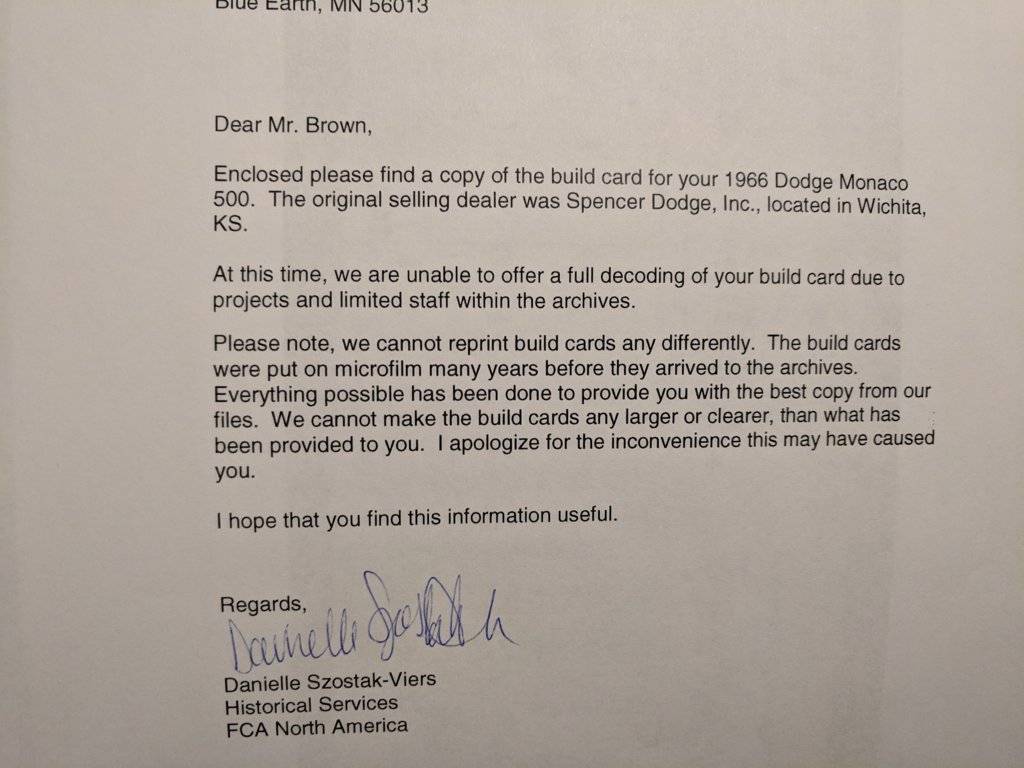 Blue Earth, MN 56013
Dear Mr. Brown,
Enclosed please find a copy of the build card for your 1966 Dodge Monaco
500.  The original selling dealer was Spencer Dodge, Inc., located in Wichita,
KS.
At this time, we are unable to offer a full decoding of your build card due to
projects and limited staff within the archives.
Please note, we cannot reprint build cards any differently.  The build cards
were put on microfilm many years before they arrived to the archives.
Everything possible has been done to provide you with the best copy from our
files.  We cannot make the build cards any larger or clearer, than what has
been provided to you.  I apologize for the inconvenience this may have caused
you.
I hope that you find this information useful.
Regards,
Danielle Szostak
Danielle Szostak-Viers
Historical Services
FCA North America